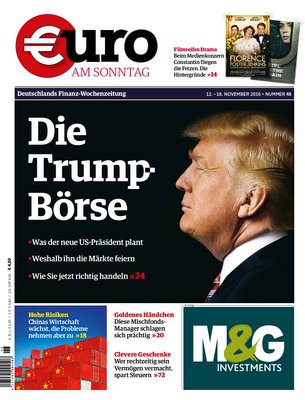 €uro
AM SONNTAG
Filmreifes Drama
Beim Medienkonzern
Constantin fliegen
die Fetzen. Die
Hintergründe »14
FLORENCE
FOSTER JENKINS
Deutschlands Finanz-Wochenzeitung
12. – 18. NOVEMBER 2016 • NUMMER 46
Die
Trump-
Börse
• Was der neue US-Präsident plant
• Weshalb ihn die Märkte feiern
• Wie Sie jetzt richtig handeln »24
€ 4,50
Hohe Risiken
Chinas Wirtschaft
wächst, die Probleme
nehmen aber zu »18
Goldenes Händchen
Diese Mischfonds-
Manager schlagen
sich prächtig »20
Clevere Geschenke
Wer rechtzeitig sein
Vermögen vermacht,
spart Steuern »72
M&G
INVESTMENTS